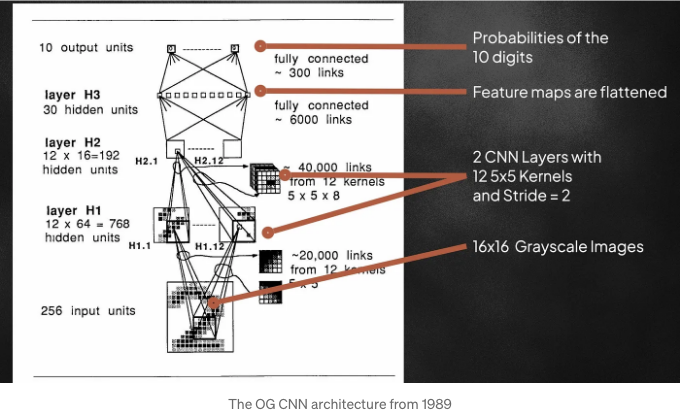 10 output units
fully connected
~ 300 links
layer H3
30 hidden units
fully connected
~ 6000 links
layer H2
12 x 16=192
hidden units
H2.1
H2.12
~ 40,000 links
from 12 kernels
5 x 5 x 8
layer H1
12 x 64 = 768
hidden units
H1.1
H1.12
~20,000 links
from 12 kernels
5 x 5
256 input units
Probabilities of the
10 digits
Feature maps are flattened
2 CNN Layers with
12 5x5 Kernels
and Stride = 2
16x16 Grayscale Images
The OG CNN architecture from 1989